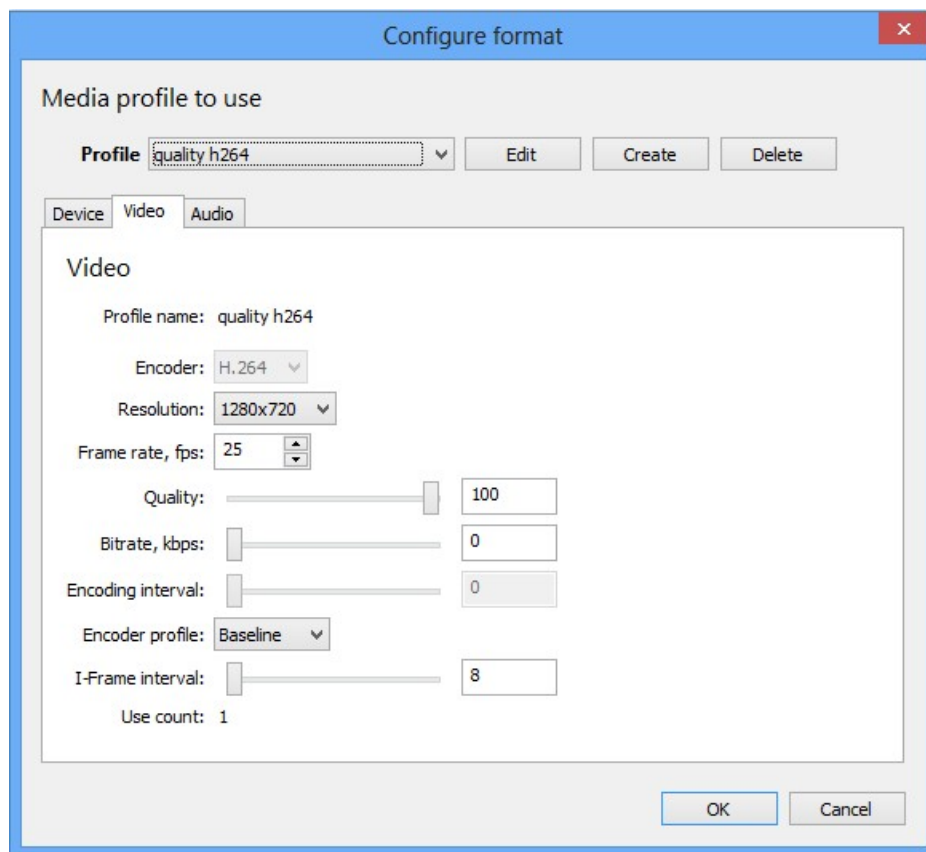 Configure format
Media profile to use
Profile quality h264 Edit Create Delete
Device Video Audio
Video
Profile name: quality h264
Encoder: H.264
Resolution: 1280x720
Frame rate, fps: 25
Quality: 100
Bitrate, kbps: 0
Encoding interval: 0
Encoder profile: Baseline
I-Frame interval: 8
Use count: 1
OK Cancel